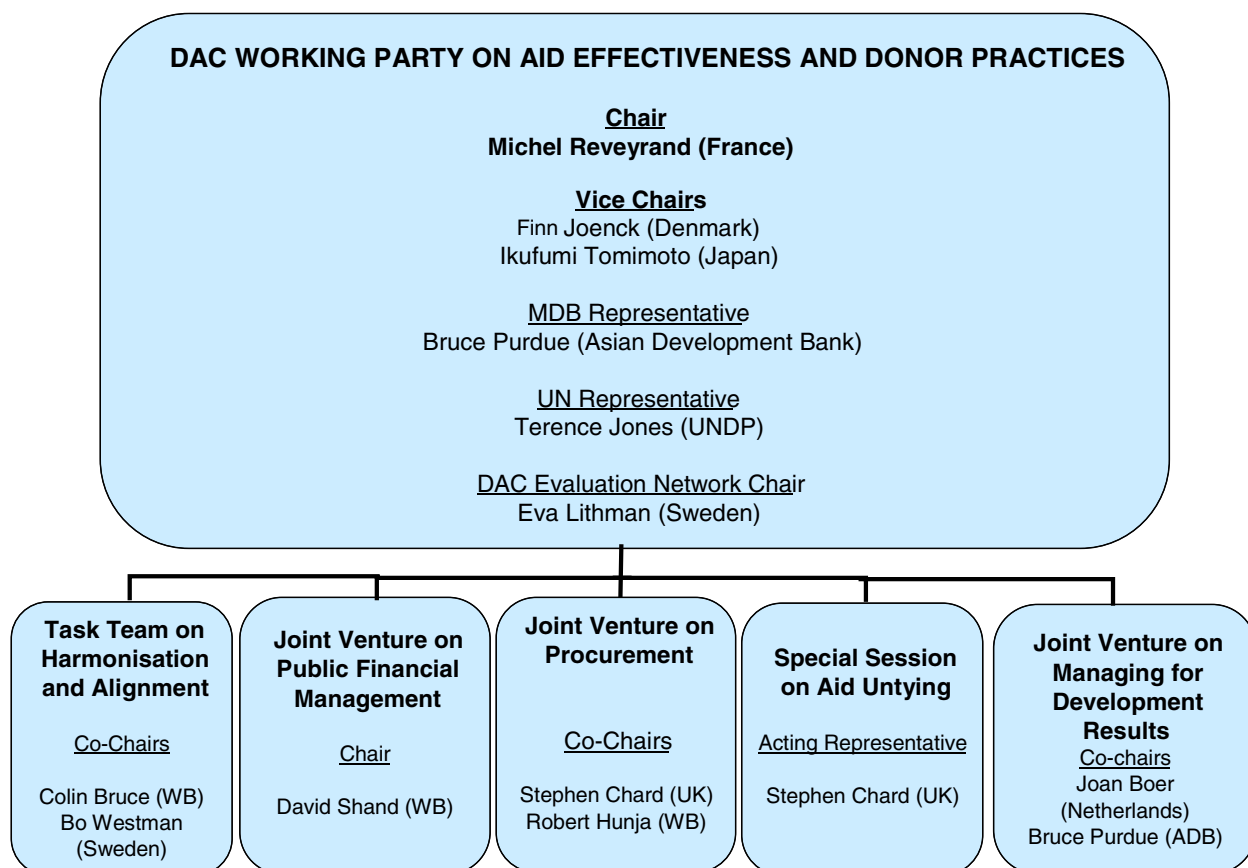 DAC WORKING PARTY ON AID EFFECTIVENESS AND DONOR PRACTICES
Chair
Michel Reveyrand (France)
Vice Chairs
Finn Joenck (Denmark)
Ikufumi Tomimoto (Japan)
MDB Representative
Bruce Purdue (Asian Development Bank)
UN Representative
Terence Jones (UNDP)
DAC Evaluation Network Chair
Eva Lithman (Sweden)
Task Team on
Harmonisation
and Alignment
Co-Chairs
Colin Bruce (WB)
Bo Westman
(Sweden)
Joint Venture on
Public Financial
Management
Chair
David Shand (WB)
Joint Venture on
Procurement
Co-Chairs
Stephen Chard (UK)
Robert Hunja (WB)
Special Session
on Aid Untying
Acting Representative
Stephen Chard (UK)
Joint Venture on
Managing for
Development
Results
Co-chairs
Joan Boer
(Netherlands)
Bruce Purdue (ADB)